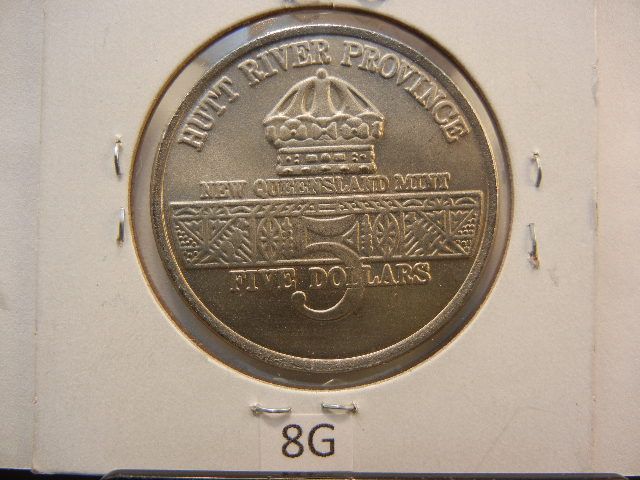 HUTT RIVER PROVINCE
NEW QUEENSLAND MINT
5
FIVE DOLLARS
8G